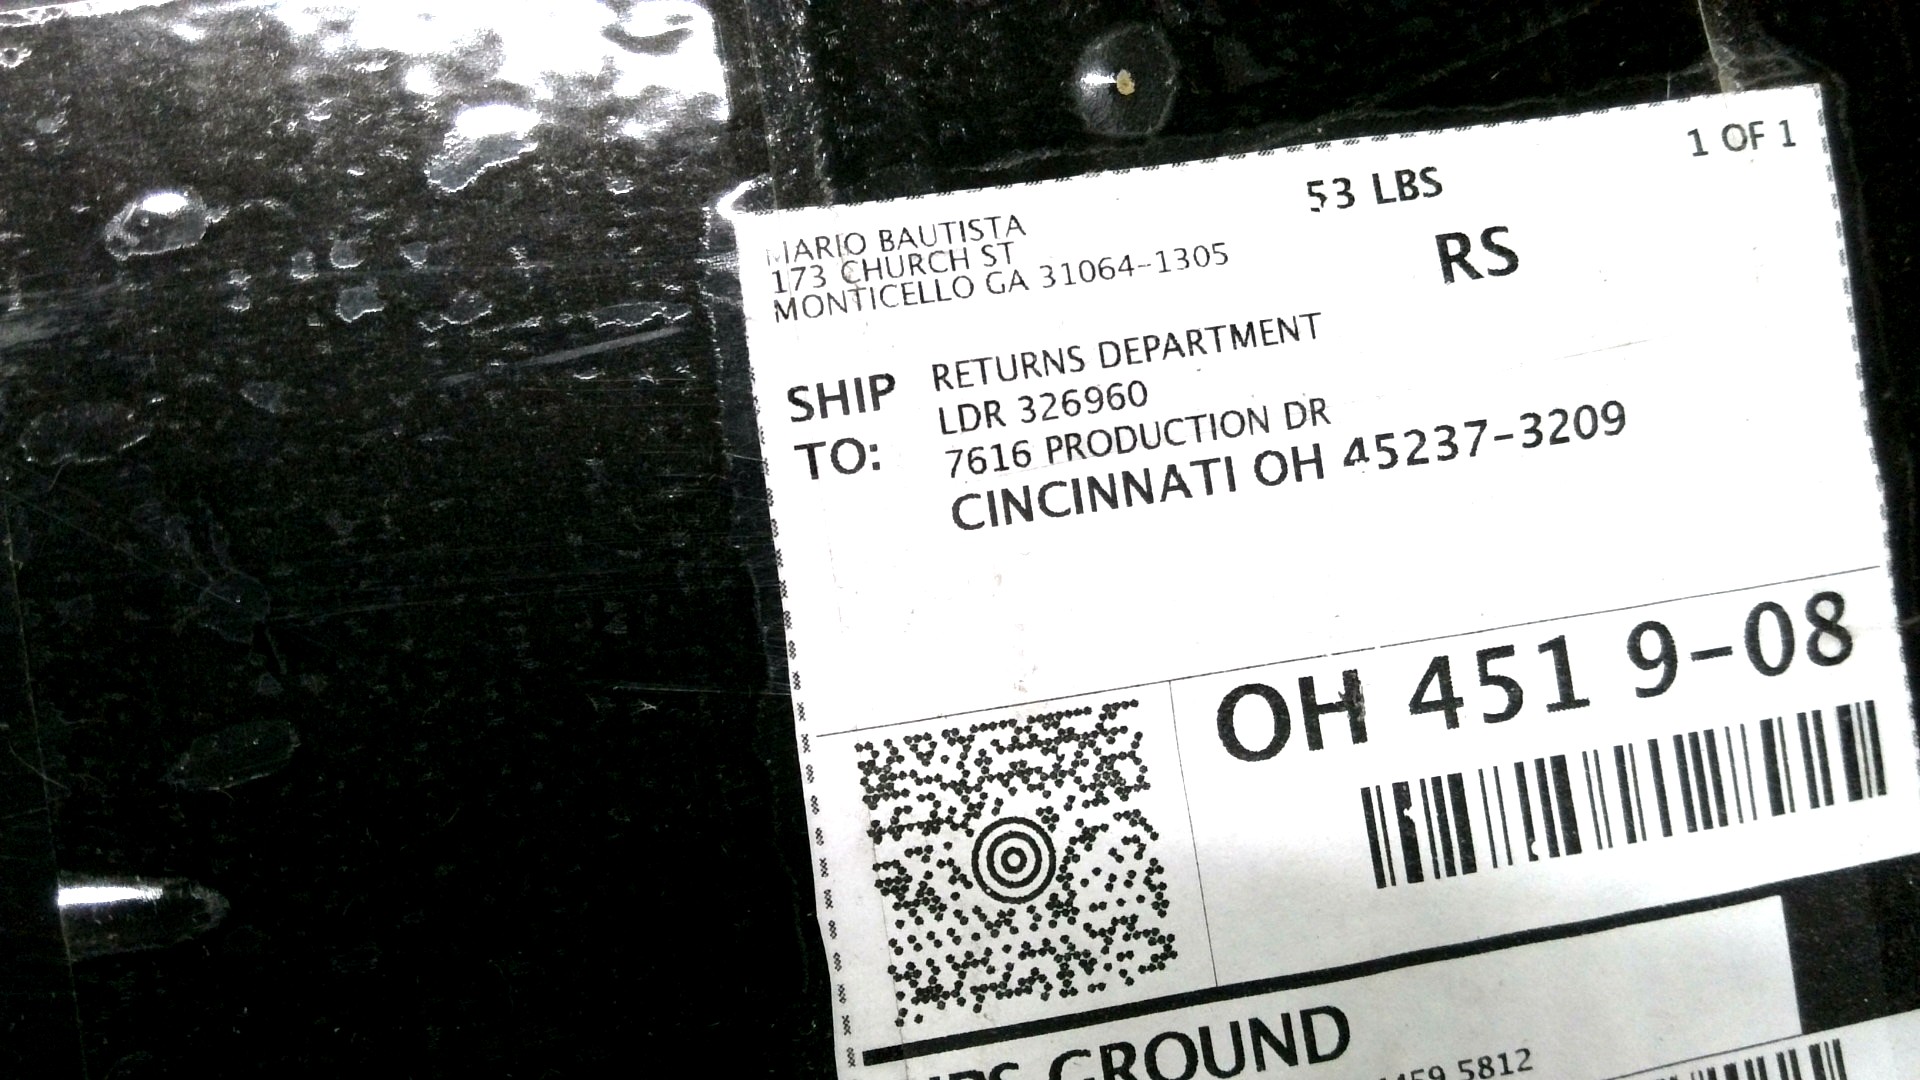 1 OF 1
53 LBS
RS
MARIO BAUTISTA
173 CHURCH ST
MONTICELLO GA 31064-1305
SHIP TO:
RETURNS DEPARTMENT
LDR 326960
7616 PRODUCTION DR
CINCINNATI OH 45237-3209
OH 451 9-08
GROUND
5812